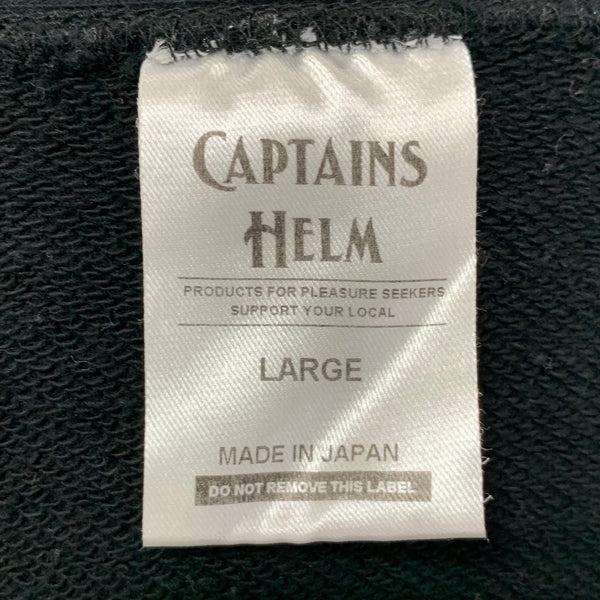 CAPTAINS
HELM
PRODUCTS FOR PLEASURE SEEKERS
SUPPORT YOUR LOCAL
LARGE
MADE IN JAPAN
DO NOT REMOVE THIS LABEL